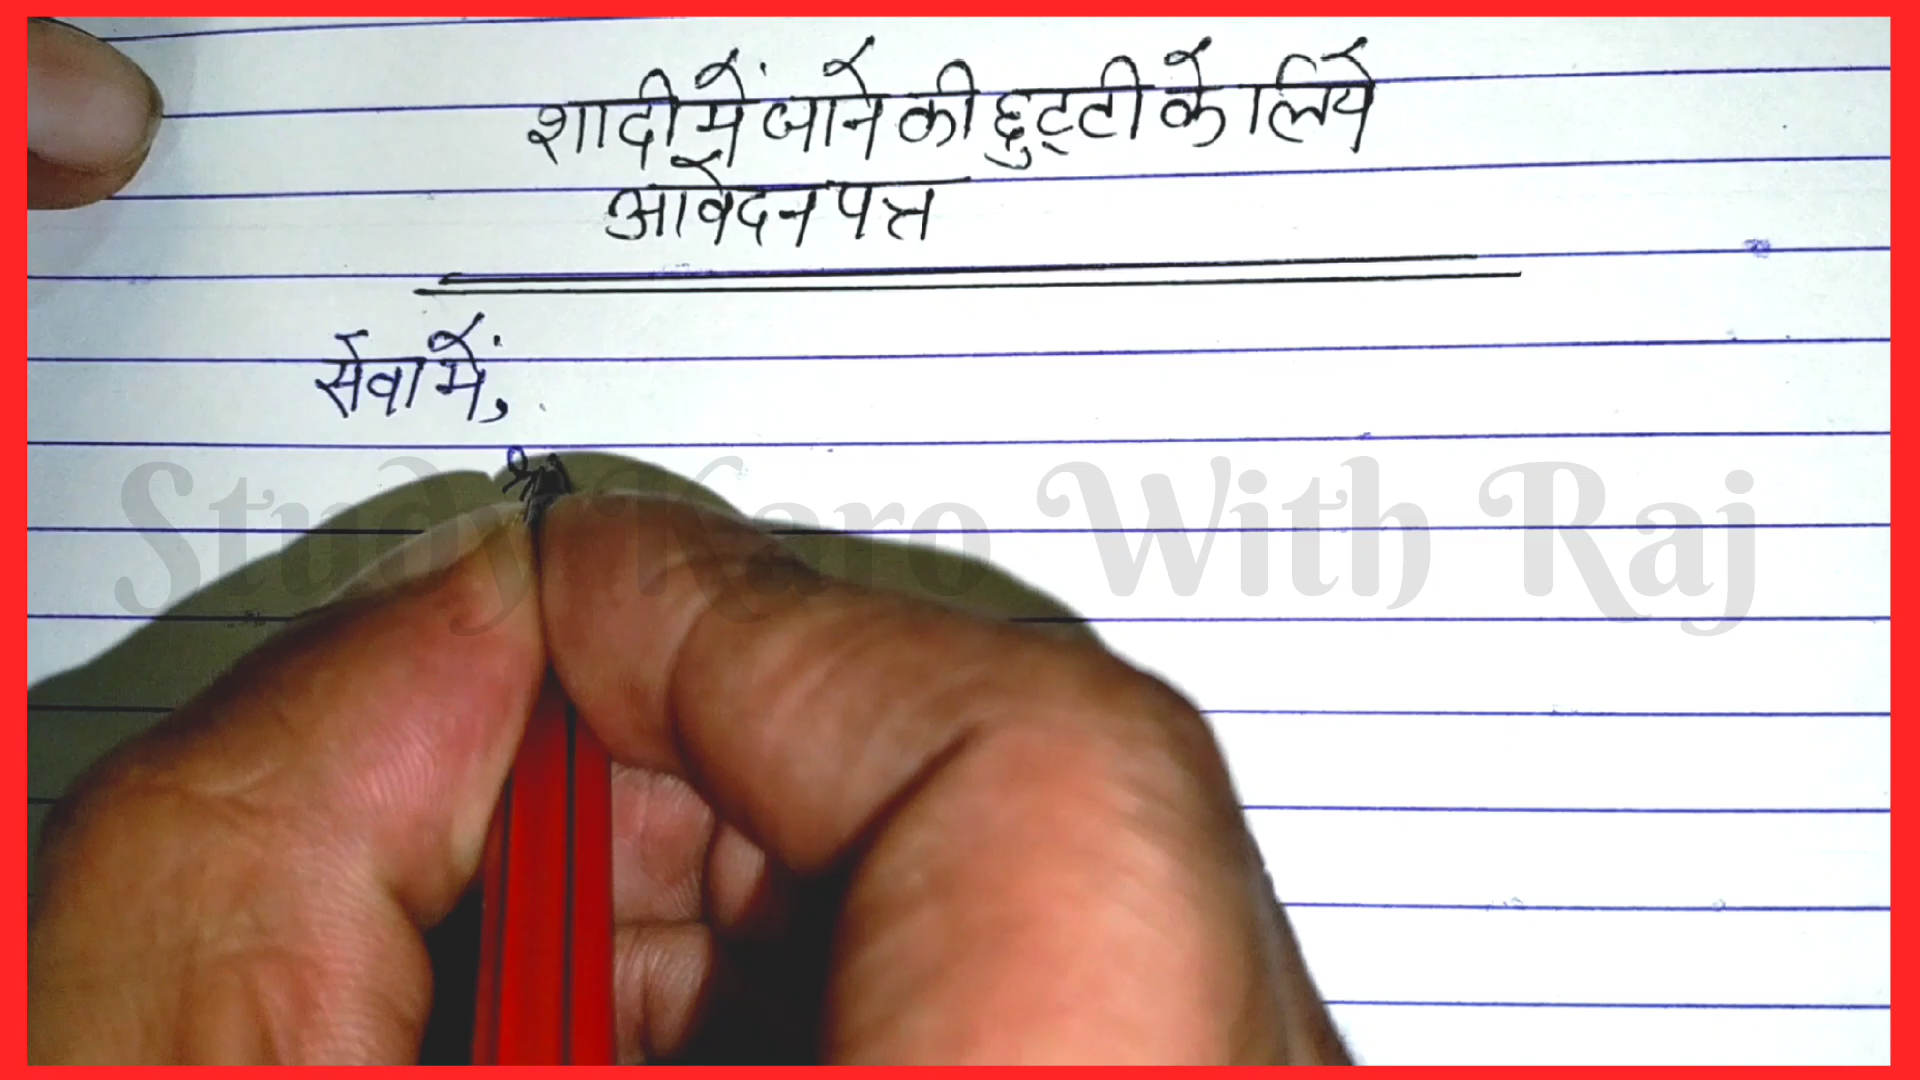 शादी में जाने की छुट्टी के लिये
आवेदन पत्र
सेवा में,
Study Karo With Raj